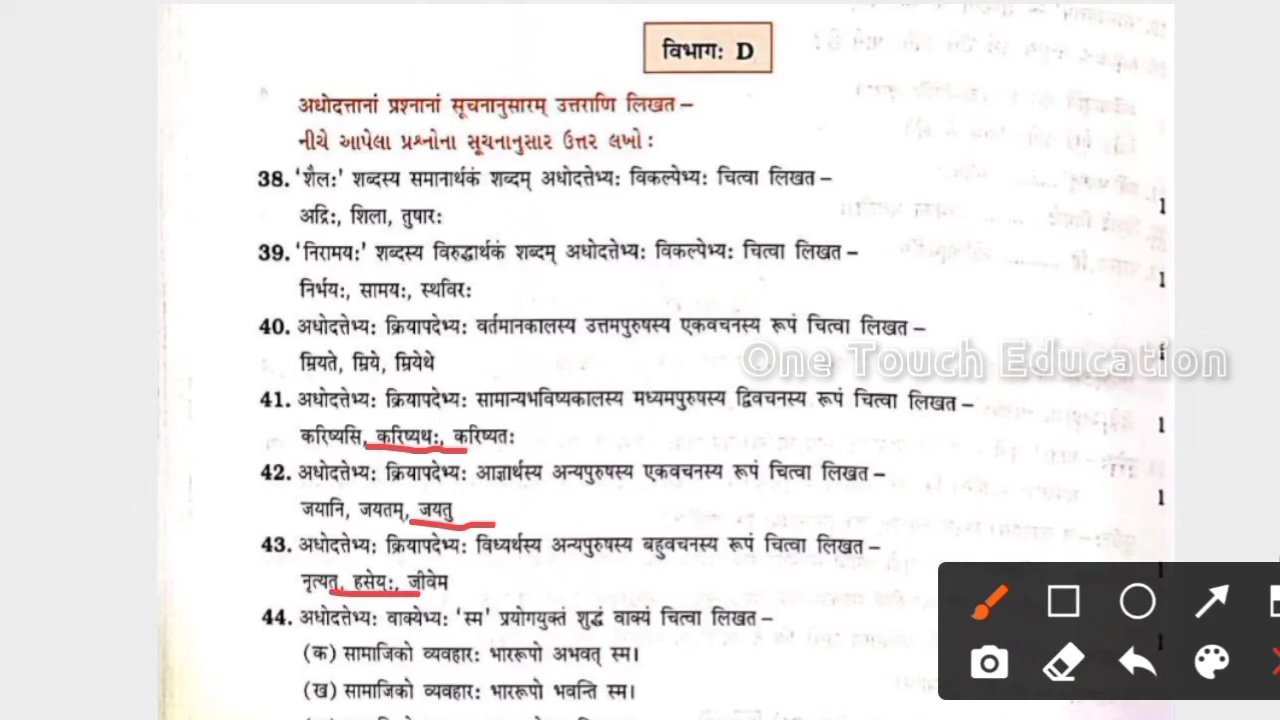 विभागः D
अधोदत्तानां प्रश्नानां सूचनानुसारम् उत्तराणि लिखत –
નીચે આપેલા પ્રશ્નોના સૂચનાનુસાર ઉત્તર લખો :
38. 'शैलः' शब्दस्य समानार्थकं शब्दम् अधोदत्तेभ्यः विकल्पेभ्यः चित्वा लिखत – 1
अद्रिः, शिला, तुषारः
39. 'निरामयः' शब्दस्य विरुद्धार्थकं शब्दम् अधोदत्तेभ्यः विकल्पेभ्यः चित्वा लिखत – 1
निर्भयः, सामयः, स्थविरः
40. अधोदत्तेभ्यः क्रियापदेभ्यः वर्तमानकालस्य उत्तमपुरुषस्य एकवचनस्य रूपं चित्वा लिखत –
One Touch Education
म्रियते, म्रिये, म्रियेथे
41. अधोदत्तेभ्यः क्रियापदेभ्यः सामान्यभविष्यकालस्य मध्यमपुरुषस्य द्विवचनस्य रूपं चित्वा लिखत – 1
करिष्यसि, करिष्यथः, करिष्यतः
42. अधोदत्तेभ्यः क्रियापदेभ्यः आज्ञार्थस्य अन्यपुरुषस्य एकवचनस्य रूपं चित्वा लिखत – 1
जयानि, जयतम्, जयतु
43. अधोदत्तेभ्यः क्रियापदेभ्यः विध्यर्थस्य अन्यपुरुषस्य बहुवचनस्य रूपं चित्वा लिखत –
नृत्यत्, हसेयुः, जीवेम
44. अधोदत्तेभ्यः वाक्येभ्यः 'स्म' प्रयोगयुक्तं शुद्धं वाक्यं चित्वा लिखत –
(क) सामाजिको व्यवहारः भाररूपो अभवत् स्म।
(ख) सामाजिको व्यवहारः भाररूपो भवन्ति स्म।